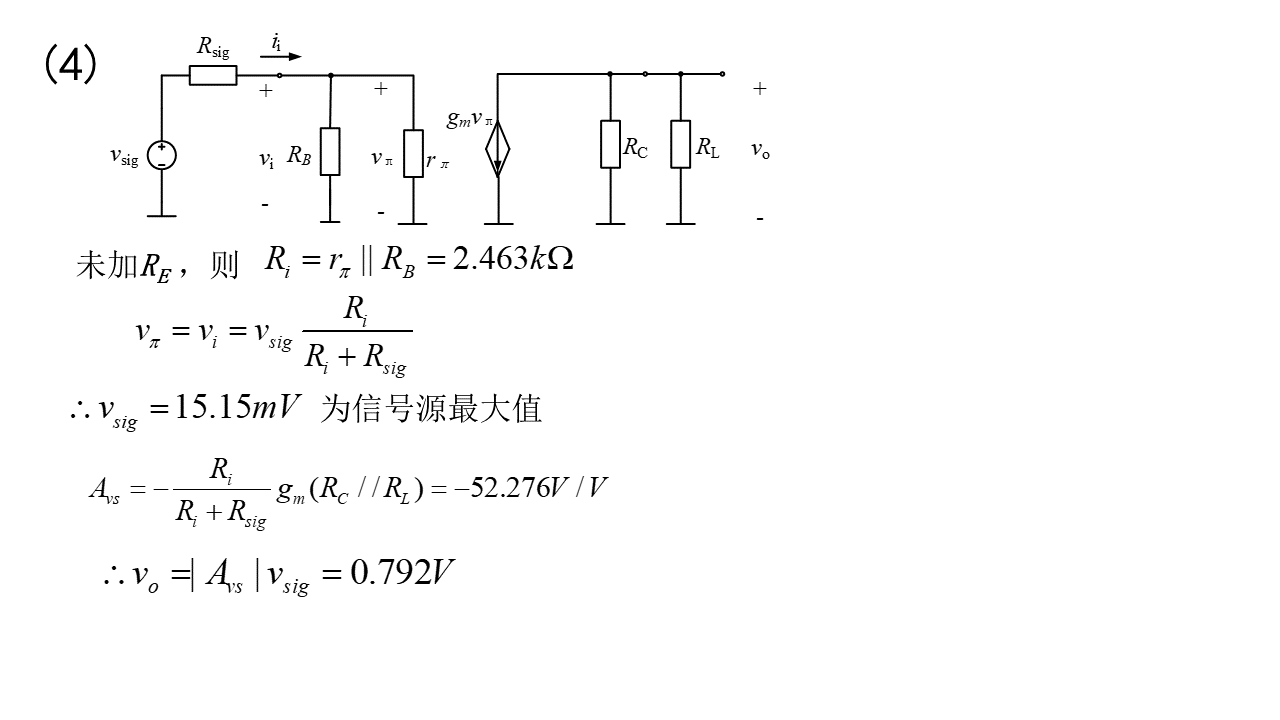 (4)
R_sig i_i
+ + g_m v_π +
v_sig + - v_i R_B v_π r_π R_C R_L v_o
- - -
未加R_E，则 R_i = r_π || R_B = 2.463kΩ
v_π = v_i = v_sig R_i / (R_i + R_sig)
∴ v_sig = 15.15mV 为信号源最大值
A_vs = − R_i / (R_i + R_sig) g_m (R_C // R_L) = −52.276V / V
∴ v_o =| A_vs | v_sig = 0.792V